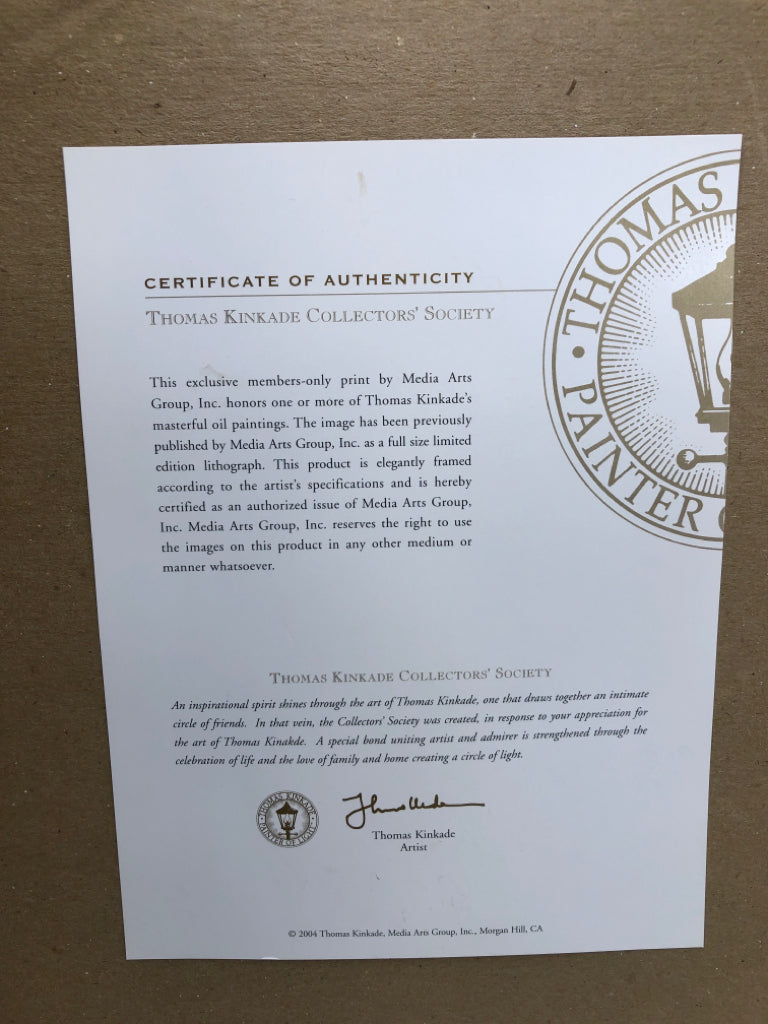 CERTIFICATE OF AUTHENTICITY
THOMAS KINKADE COLLECTORS' SOCIETY
THOMAS
PAINTER
This exclusive members-only print by Media Arts
Group, Inc. honors one or more of Thomas Kinkade's
masterful oil paintings. The image has been previously
published by Media Arts Group, Inc. as a full size limited
edition lithograph. This product is elegantly framed
according to the artist's specifications and is hereby
certified as an authorized issue of Media Arts Group,
Inc. Media Arts Group, Inc. reserves the right to use
the images on this product in any other medium or
manner whatsoever.
THOMAS KINKADE COLLECTORS' SOCIETY
An inspirational spirit shines through the art of Thomas Kinkade, one that draws together an intimate
circle of friends. In that vein, the Collectors' Society was created, in response to your appreciation for
the art of Thomas Kinakde. A special bond uniting artist and admirer is strengthened through the
celebration of life and the love of family and home creating a circle of light.
THOMAS KINKADE
PAINTER OF LIGHT
Thomas Kinkade
Artist
© 2004 Thomas Kinkade, Media Arts Group, Inc., Morgan Hill, CA